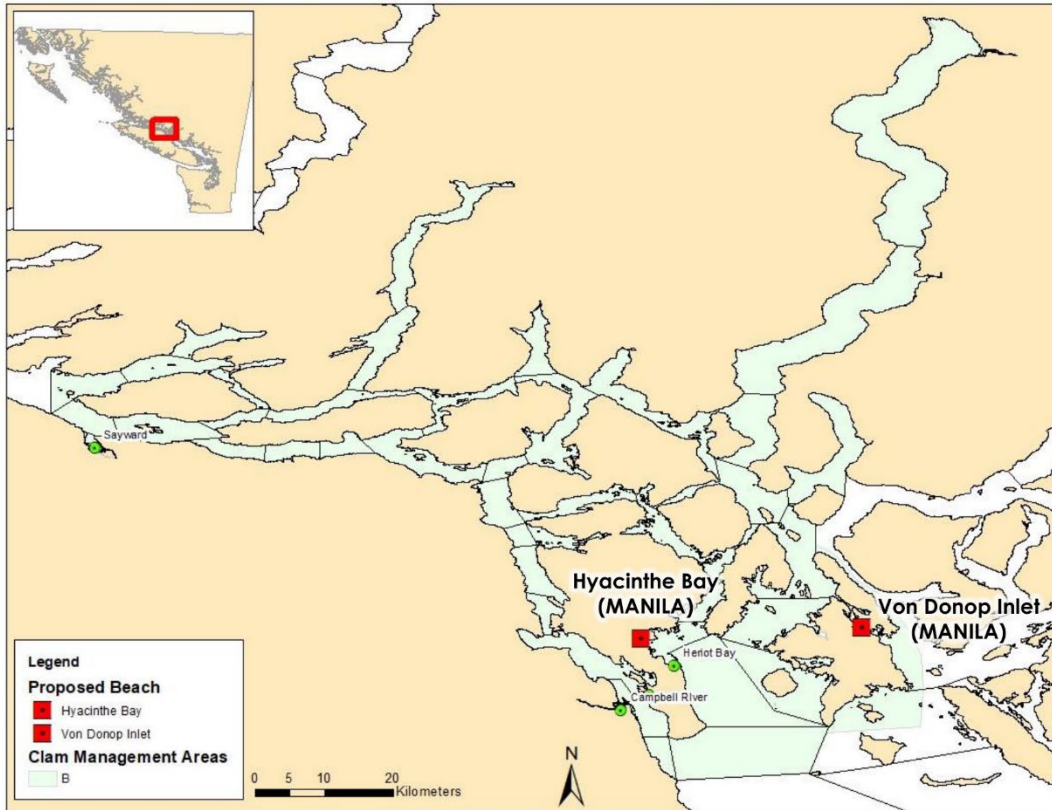 Sayward
Hyacinthe Bay
(MANILA)
Von Donop Inlet
(MANILA)
Heriot Bay
Campbell RIver
Legend
Proposed Beach
Hyacinthe Bay
Von Donop Inlet
Clam Management Areas
B
0 5 10 20
Kilometers
N